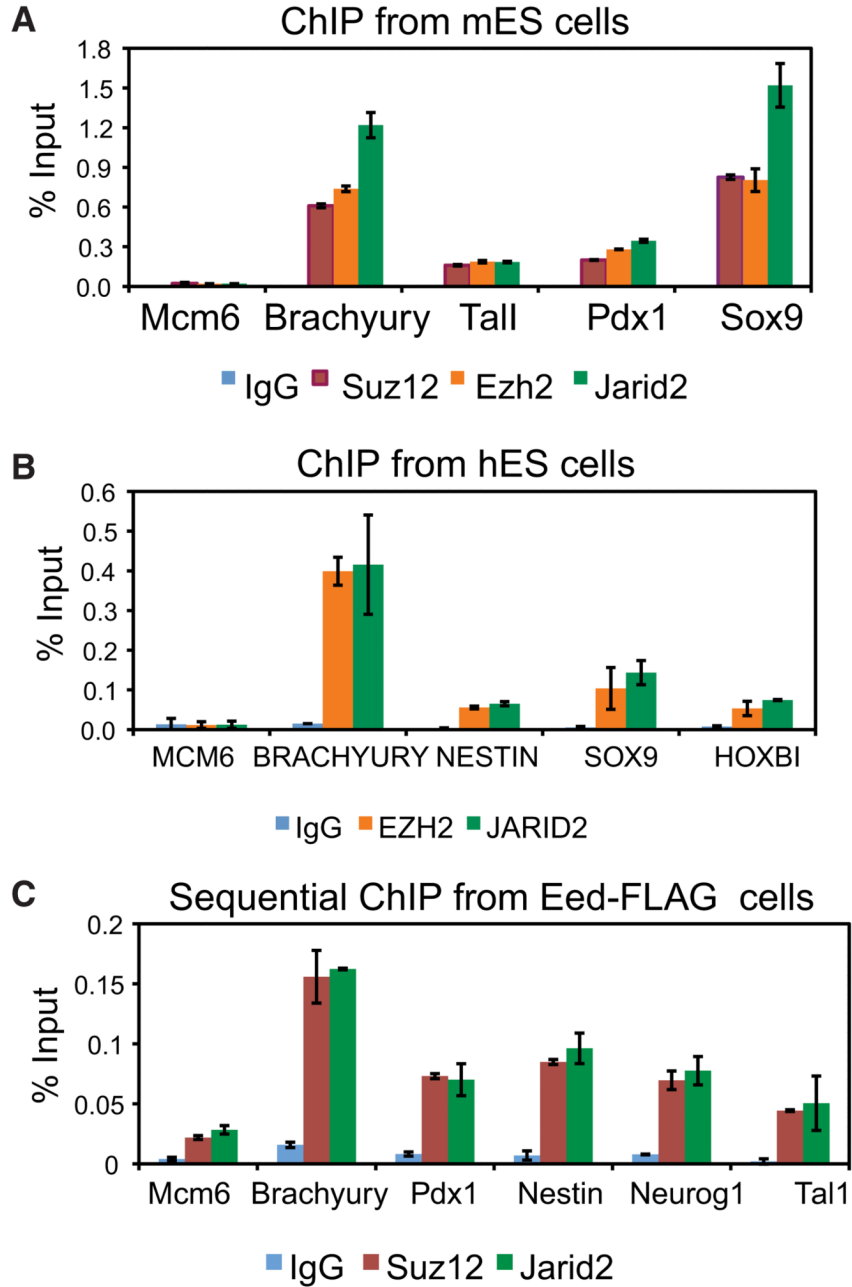 A
ChIP from mES cells
% Input
1.8
1.5
1.2
0.9
0.6
0.3
0.0
Mcm6 Brachyury Tall Pdx1 Sox9
IgG Suz12 Ezh2 Jarid2
B
ChIP from hES cells
% Input
0.6
0.5
0.4
0.3
0.2
0.1
0.0
MCM6 BRACHYURY NESTIN SOX9 HOXBI
IgG EZH2 JARID2
C
Sequential ChIP from Eed-FLAG cells
% Input
0.2
0.15
0.1
0.05
0
Mcm6 Brachyury Pdx1 Nestin Neurog1 Tal1
IgG Suz12 Jarid2